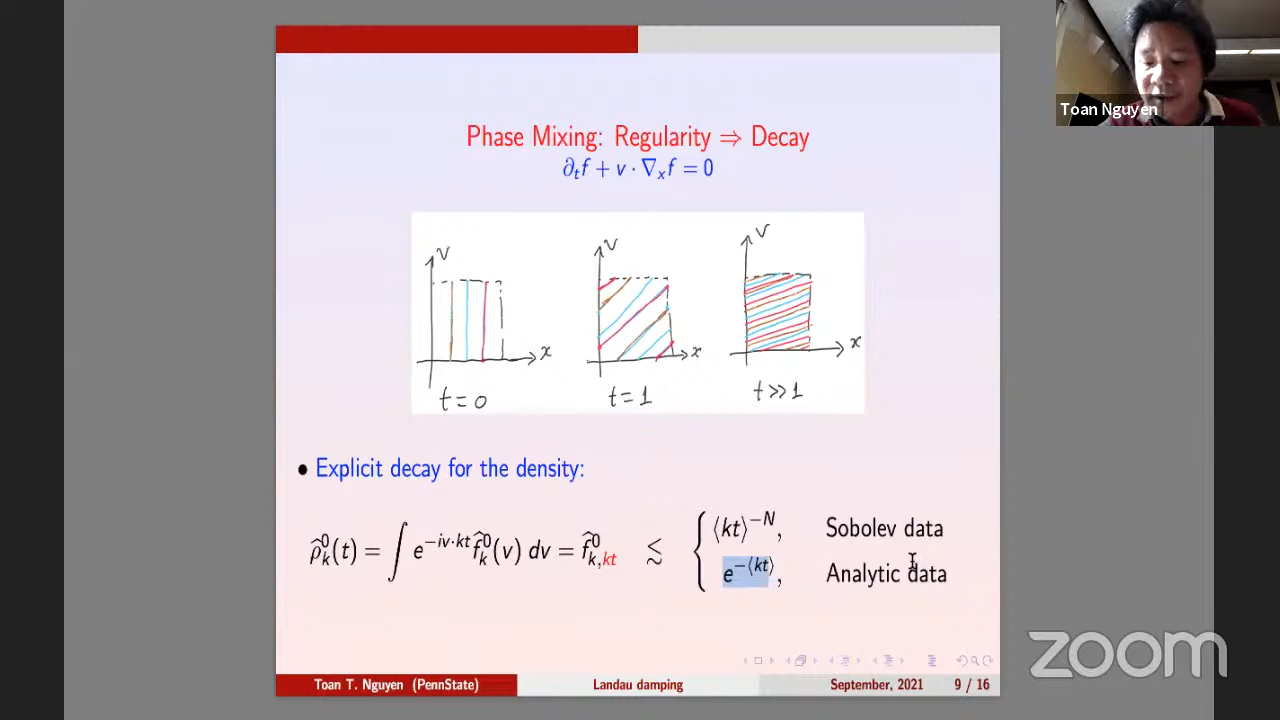 Toan Nguyen
Phase Mixing: Regularity ⇒ Decay
∂ₜf + v · ∇ₓf = 0
V V V
x x x
t = 0 t = 1 t >> 1
• Explicit decay for the density:
ρ̂⁰ₖ(t) = ∫ e^{−iv·kt} f̂⁰ₖ(v) dv = f̂⁰ₖ,ₖₜ ≲ { ⟨kt⟩^{−N}, Sobolev data
e^{−⟨kt⟩}, Analytic data
zoom
Toan T. Nguyen (PennState) Landau damping September, 2021 9 / 16